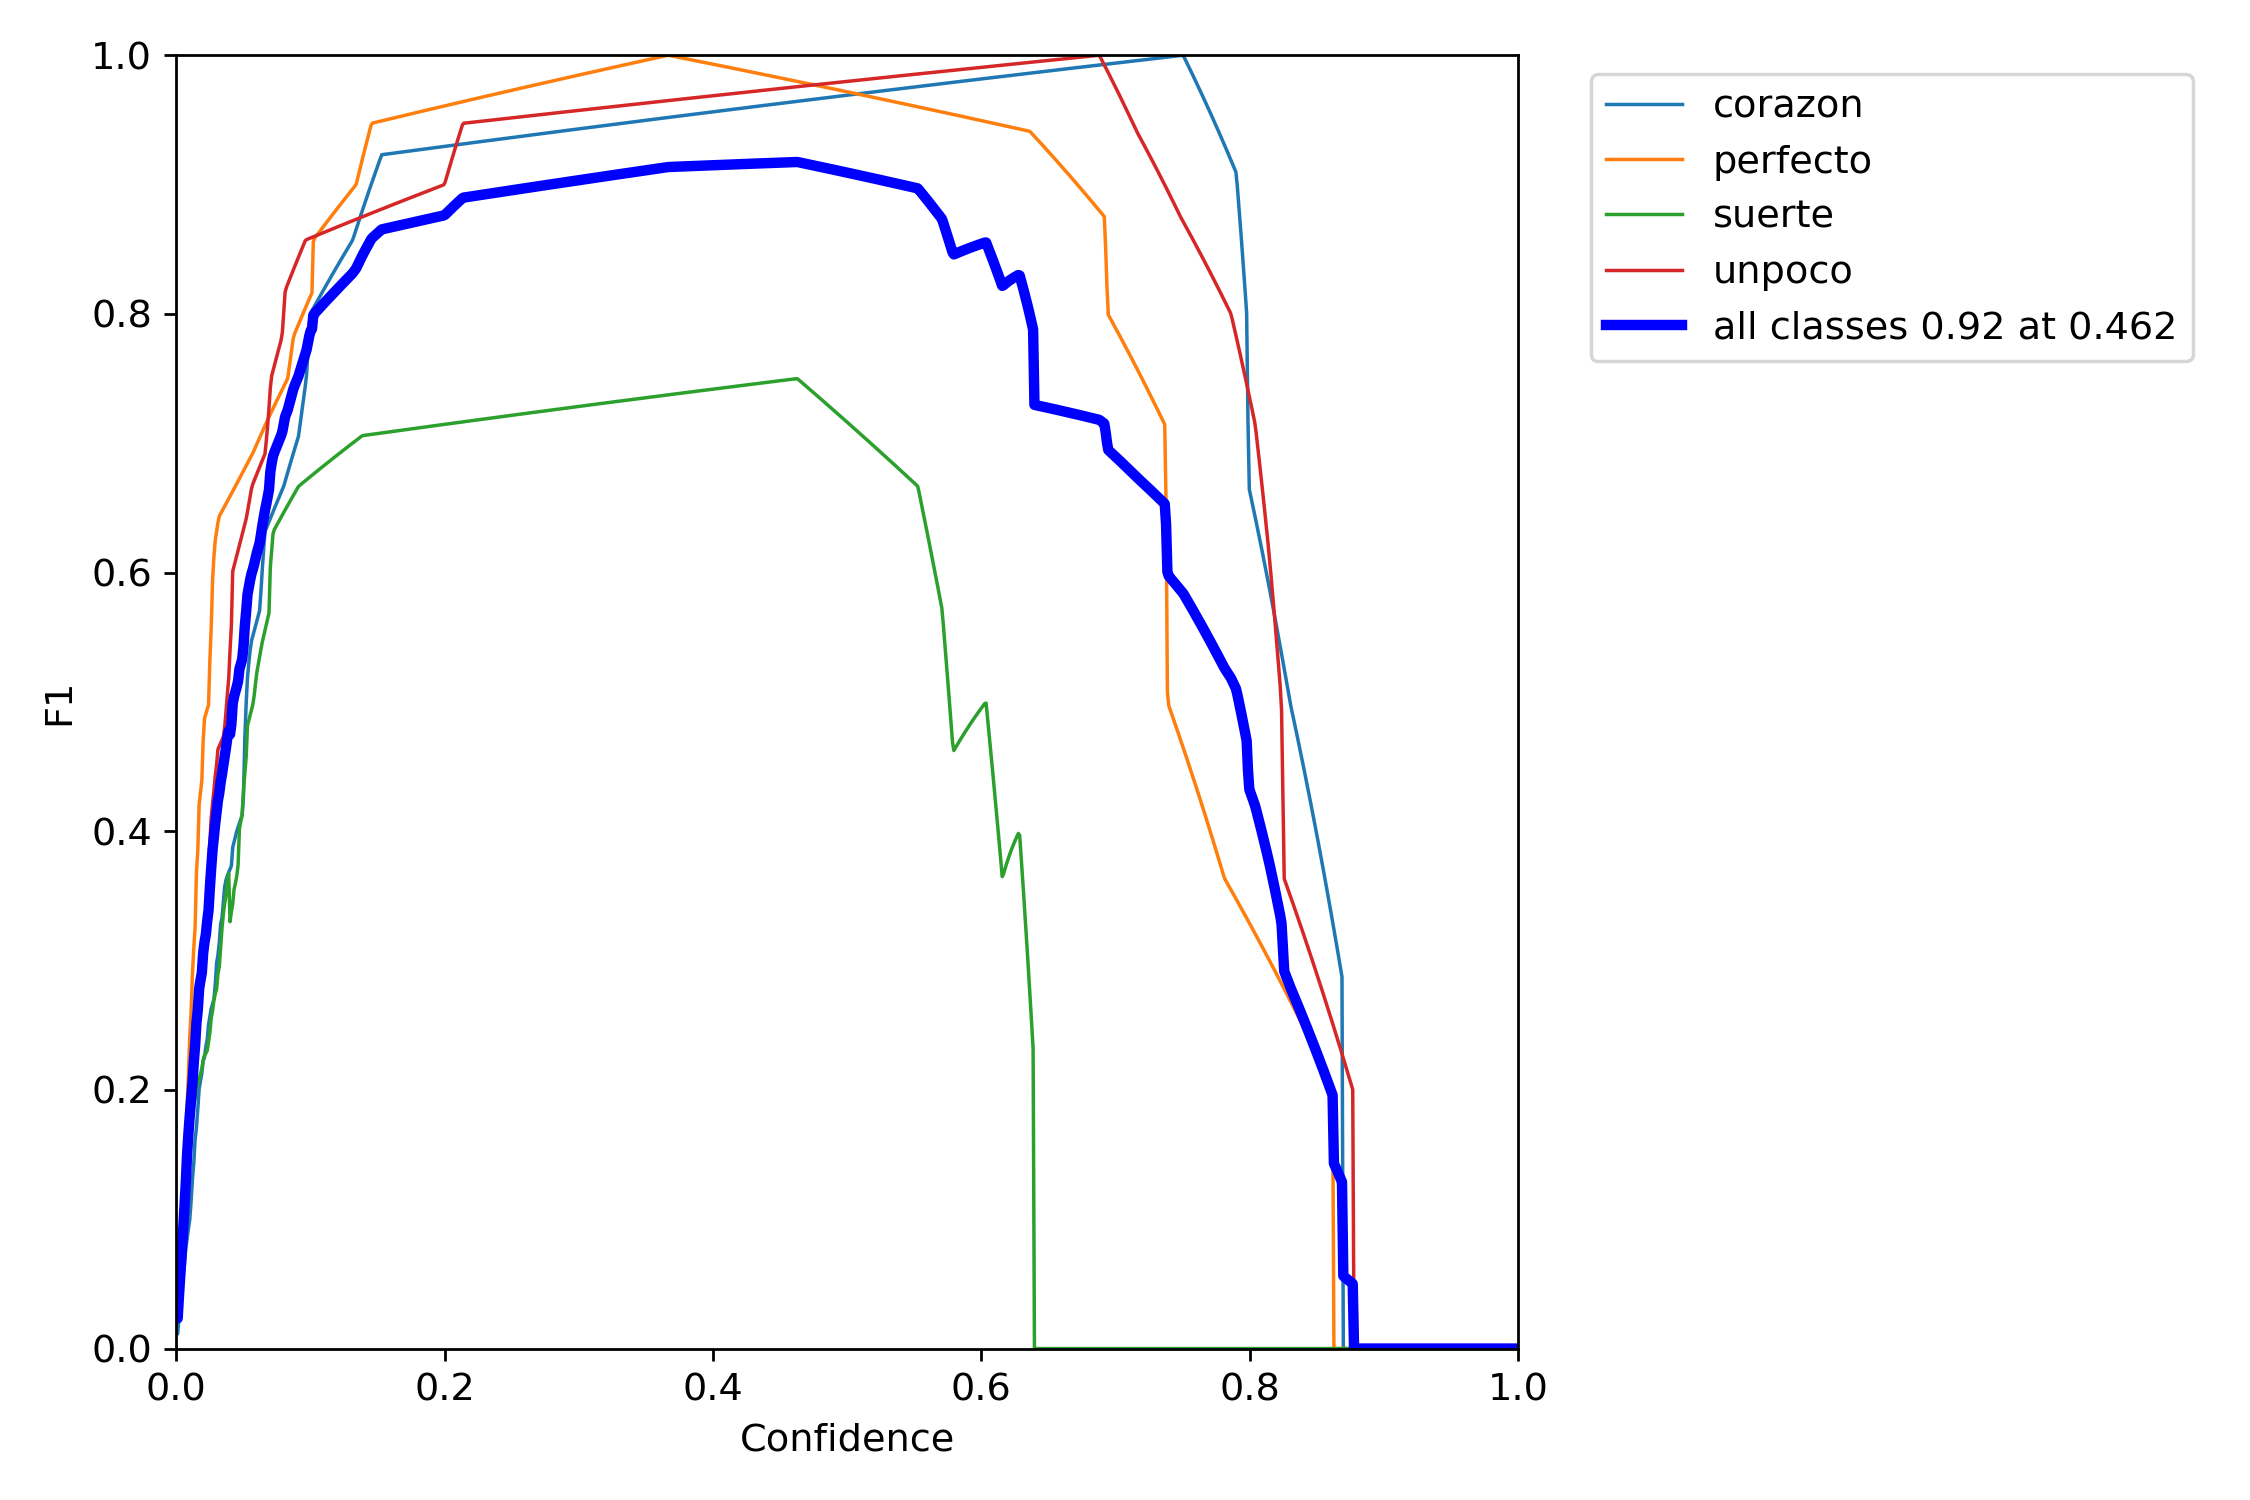 1.0
0.8
0.6
0.4
0.2
0.0
F1
0.0 0.2 0.4 0.6 0.8 1.0
Confidence
corazon
perfecto
suerte
unpoco
all classes 0.92 at 0.462